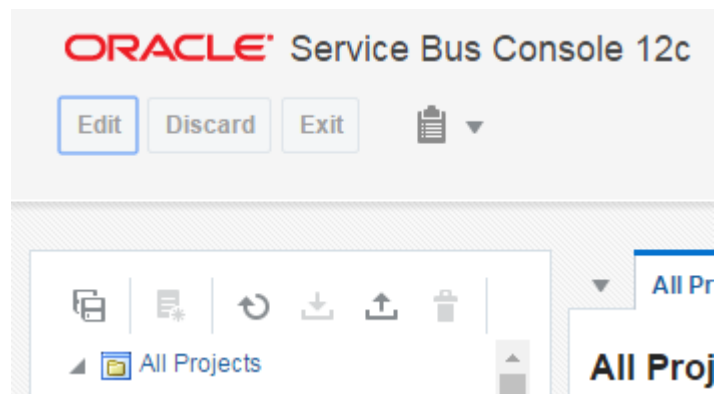 ORACLE Service Bus Console 12c
Edit Discard Exit
All Projects
All Pr
All Proj